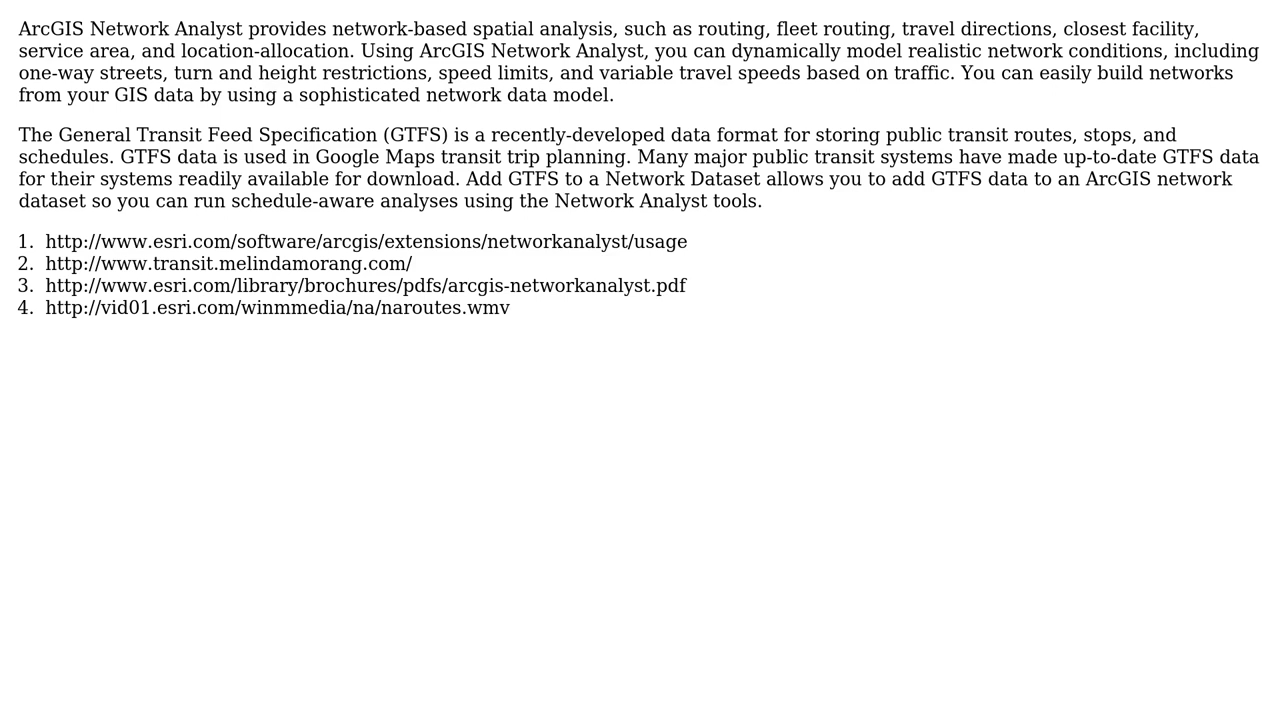 ArcGIS Network Analyst provides network-based spatial analysis, such as routing, fleet routing, travel directions, closest facility,
service area, and location-allocation. Using ArcGIS Network Analyst, you can dynamically model realistic network conditions, including
one-way streets, turn and height restrictions, speed limits, and variable travel speeds based on traffic. You can easily build networks
from your GIS data by using a sophisticated network data model.
The General Transit Feed Specification (GTFS) is a recently-developed data format for storing public transit routes, stops, and
schedules. GTFS data is used in Google Maps transit trip planning. Many major public transit systems have made up-to-date GTFS data
for their systems readily available for download. Add GTFS to a Network Dataset allows you to add GTFS data to an ArcGIS network
dataset so you can run schedule-aware analyses using the Network Analyst tools.
1. http://www.esri.com/software/arcgis/extensions/networkanalyst/usage
2. http://www.transit.melindamorang.com/
3. http://www.esri.com/library/brochures/pdfs/arcgis-networkanalyst.pdf
4. http://vid01.esri.com/winmmedia/na/naroutes.wmv